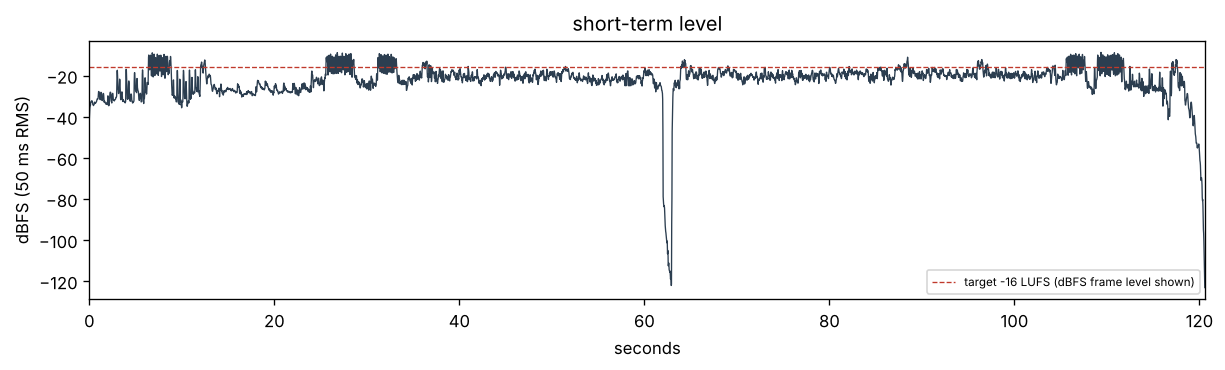 short-term level
dBFS (50 ms RMS)
−20
−40
−60
−80
−100
−120
target -16 LUFS (dBFS frame level shown)
0 20 40 60 80 100 120
seconds